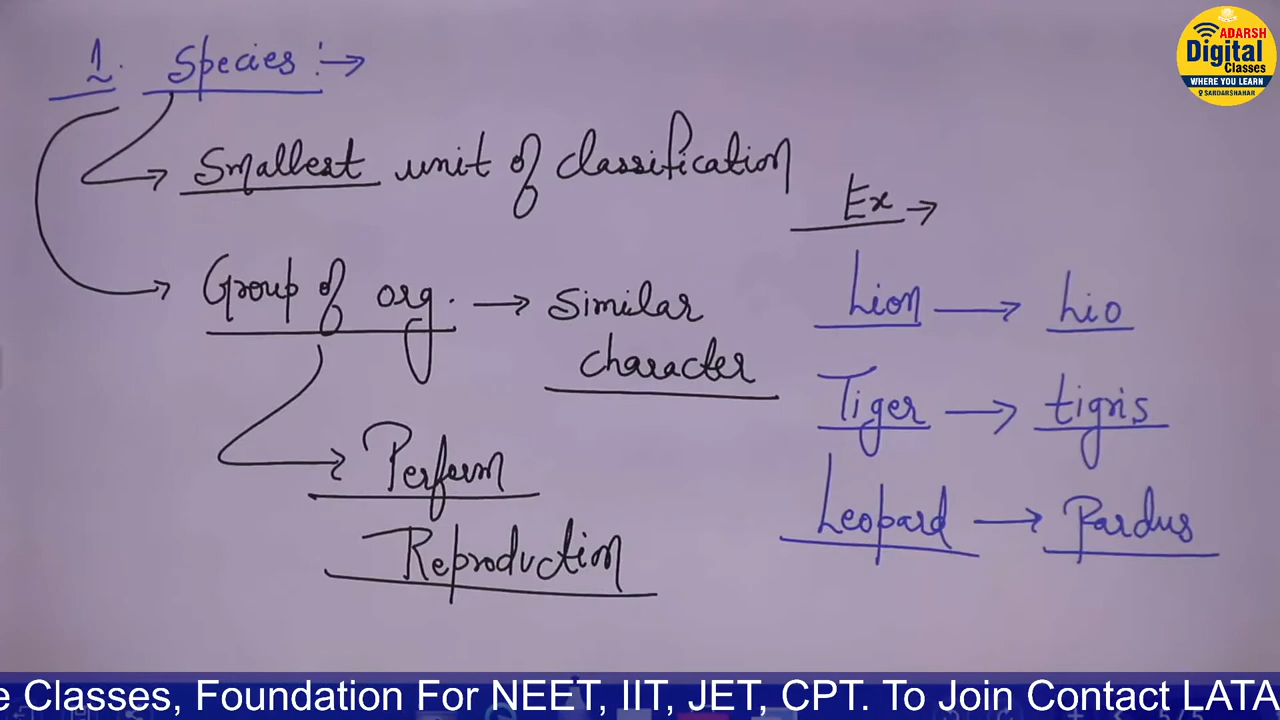 1. Species :→
→ Smallest unit of classification
→ Group of org. → Similar
character
→ Perform
Reproduction
Ex →
Lion → Lio
Tiger → tigris
Leopard → Pardus
ADARSH
Digital
Classes
WHERE YOU LEARN
SARDARSHAHAR
e Classes, Foundation For NEET, IIT, JET, CPT. To Join Contact LATA